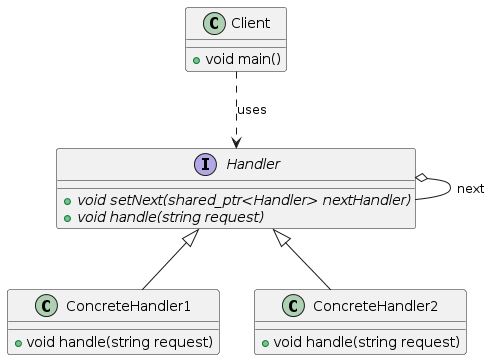 C Client
void main()
uses
I Handler
void setNext(shared_ptr<Handler> nextHandler)
void handle(string request)
next
C ConcreteHandler1
void handle(string request)
C ConcreteHandler2
void handle(string request)